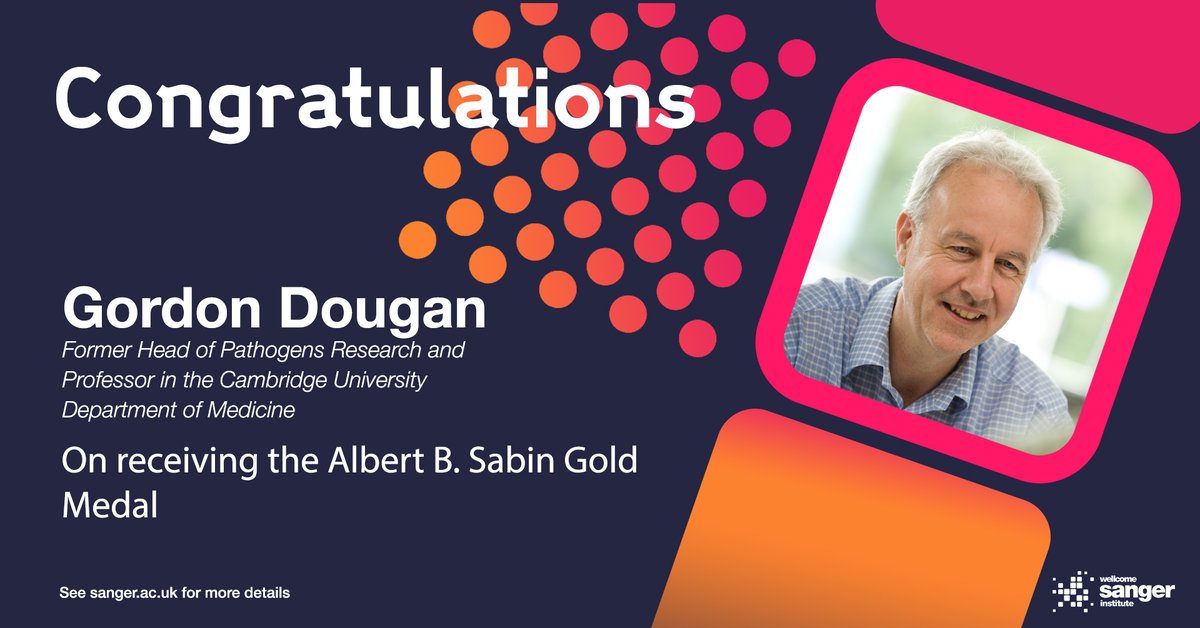 Congratulations
Gordon Dougan
Former Head of Pathogens Research and
Professor in the Cambridge University
Department of Medicine
On receiving the Albert B. Sabin Gold
Medal
See sanger.ac.uk for more details
wellcome
sanger
institute